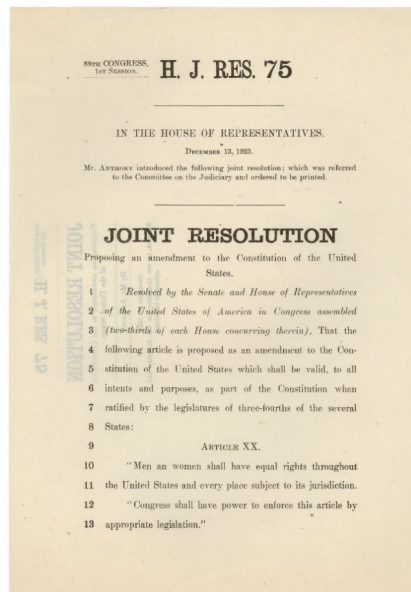 68TH CONGRESS,
1ST SESSION.
H. J. RES. 75
IN THE HOUSE OF REPRESENTATIVES.
DECEMBER 13, 1923.
Mr. ANTHONY introduced the following joint resolution; which was referred
to the Committee on the Judiciary and ordered to be printed.
JOINT RESOLUTION
Proposing an amendment to the Constitution of the United
States.
1 Resolved by the Senate and House of Representatives
2 of the United States of America in Congress assembled
3 (two-thirds of each House concurring therein), That the
4 following article is proposed as an amendment to the Con-
5 stitution of the United States which shall be valid, to all
6 intents and purposes, as part of the Constitution when
7 ratified by the legislatures of three-fourths of the several
8 States:
9 ARTICLE XX.
10 "Men an women shall have equal rights throughout
11 the United States and every place subject to its jurisdiction.
12 "Congress shall have power to enforce this article by
13 appropriate legislation."
H. J. RES. 75
JOINT RESOLUTION